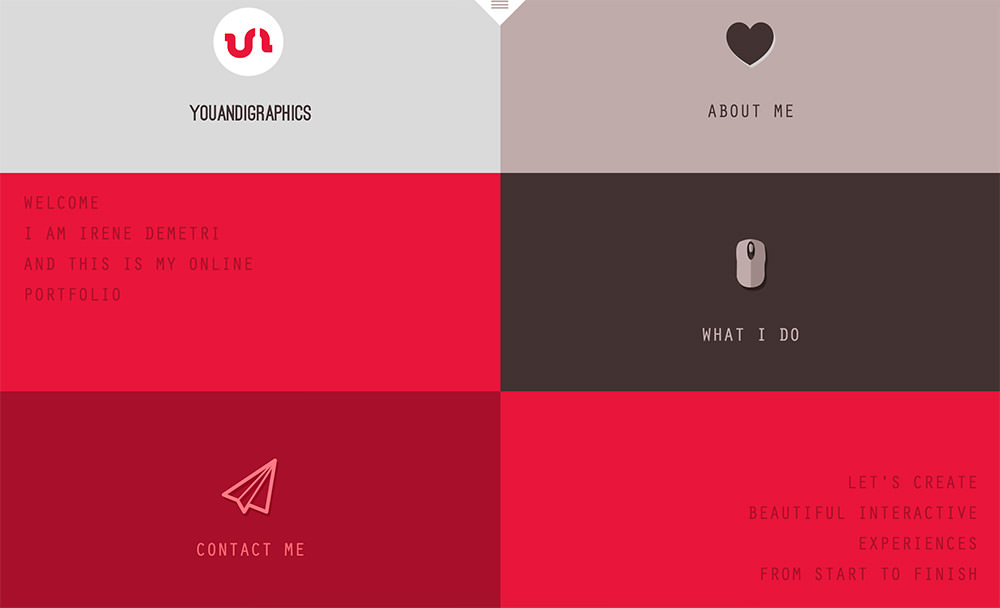 YOUANDIGRAPHICS
ABOUT ME
WELCOME
I AM IRENE DEMETRI
AND THIS IS MY ONLINE
PORTFOLIO
WHAT I DO
CONTACT ME
LET'S CREATE
BEAUTIFUL INTERACTIVE
EXPERIENCES
FROM START TO FINISH